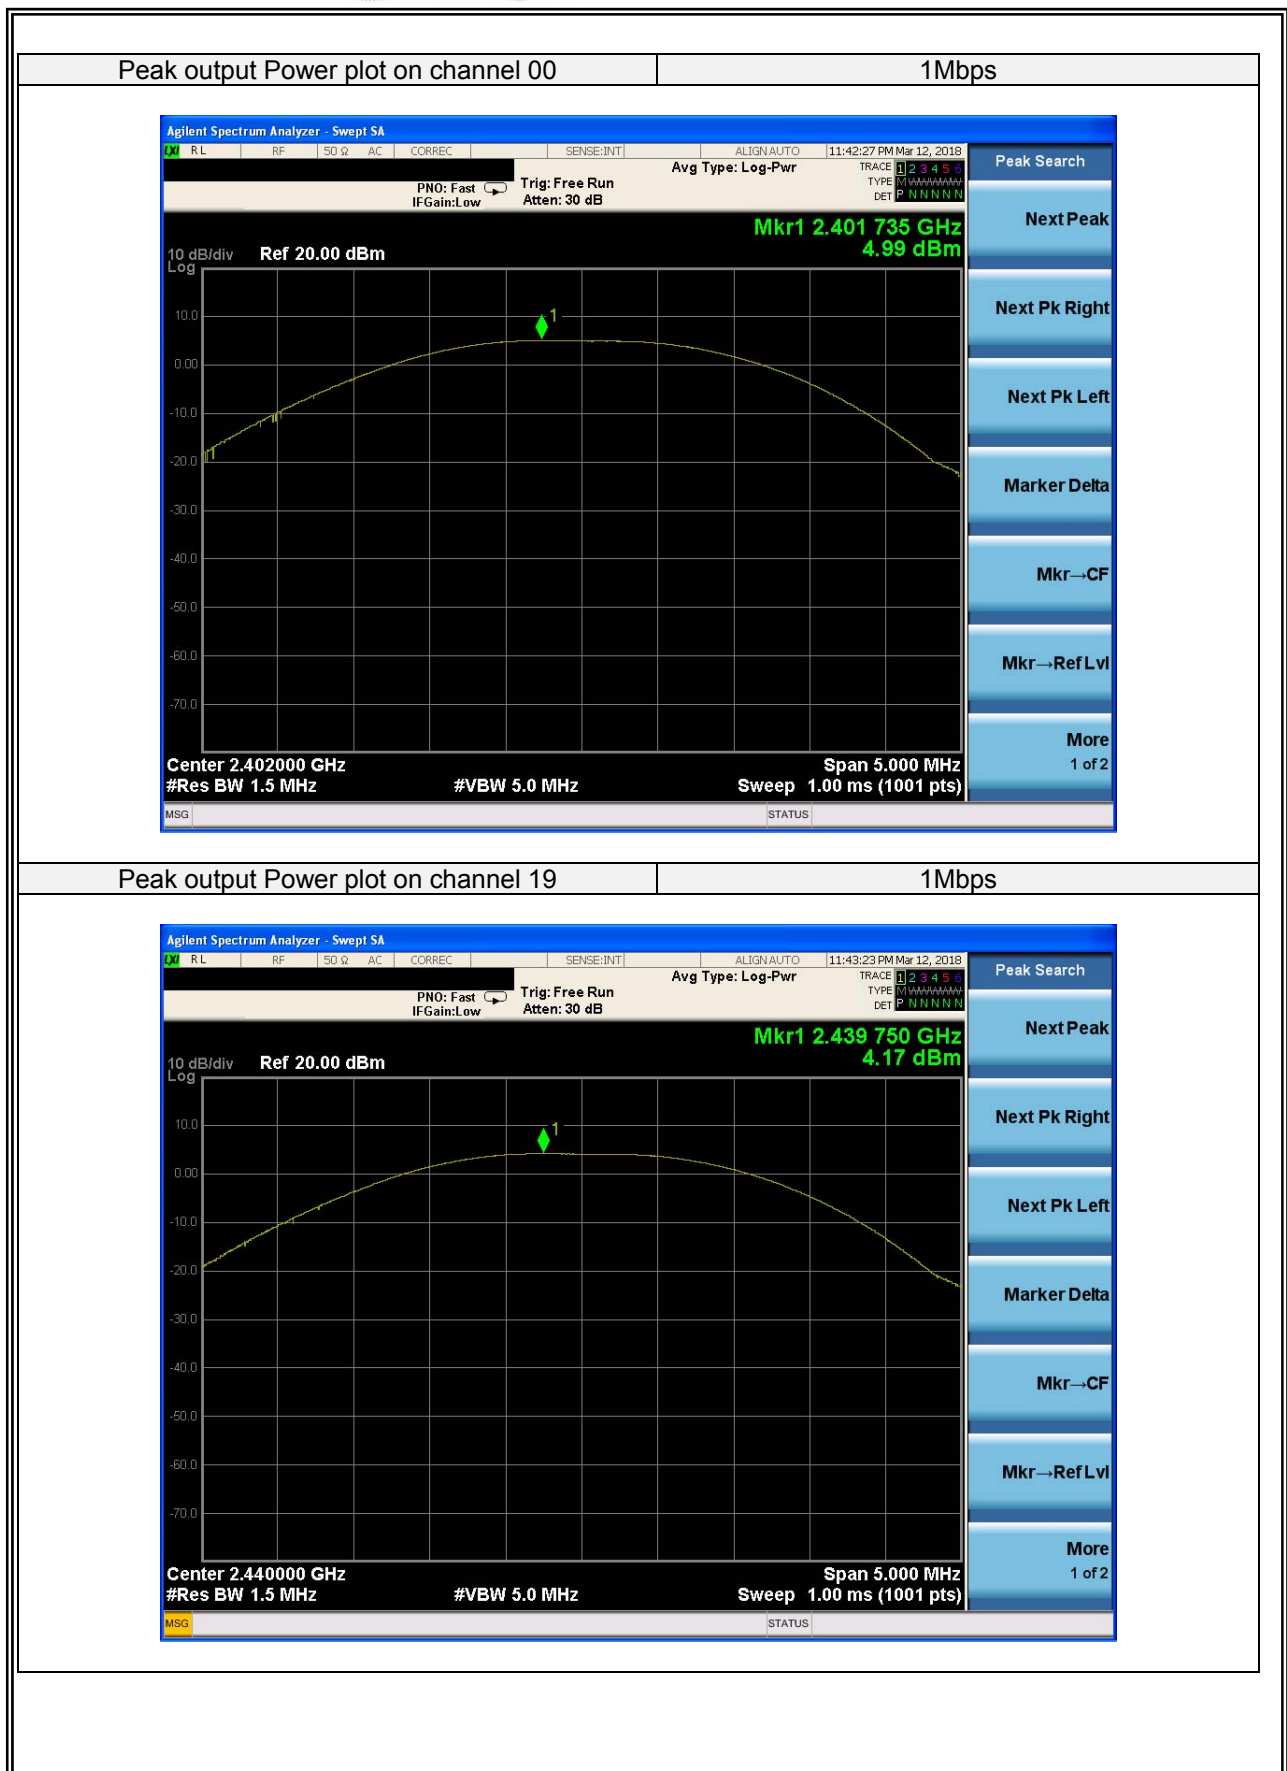 Peak output Power plot on channel 00 1Mbps
Agilent Spectrum Analyzer - Swept SA
LXI RL RF 50 Ω AC CORREC SENSE:INT ALIGN AUTO 11:42:27 PM Mar 12, 2018
Avg Type: Log-Pwr TRACE 1 2 3 4 5 6
PNO: Fast Trig: Free Run TYPE M WWWWW
IFGain:Low Atten: 30 dB DET P N N N N N
Peak Search
Mkr1 2.401 735 GHz
4.99 dBm
10 dB/div Ref 20.00 dBm
Log
10.0
0.00
-10.0
-20.0
-30.0
-40.0
-50.0
-60.0
-70.0
1
Center 2.402000 GHz Span 5.000 MHz
#Res BW 1.5 MHz #VBW 5.0 MHz Sweep 1.00 ms (1001 pts)
MSG STATUS
Next Peak
Next Pk Right
Next Pk Left
Marker Delta
Mkr→CF
Mkr→Ref Lvl
More
1 of 2
Peak output Power plot on channel 19 1Mbps
Agilent Spectrum Analyzer - Swept SA
LXI RL RF 50 Ω AC CORREC SENSE:INT ALIGN AUTO 11:43:23 PM Mar 12, 2018
Avg Type: Log-Pwr TRACE 1 2 3 4 5 6
PNO: Fast Trig: Free Run TYPE M WWWWW
IFGain:Low Atten: 30 dB DET P N N N N N
Peak Search
Mkr1 2.439 750 GHz
4.17 dBm
10 dB/div Ref 20.00 dBm
Log
10.0
0.00
-10.0
-20.0
-30.0
-40.0
-50.0
-60.0
-70.0
1
Center 2.440000 GHz Span 5.000 MHz
#Res BW 1.5 MHz #VBW 5.0 MHz Sweep 1.00 ms (1001 pts)
MSG STATUS
Next Peak
Next Pk Right
Next Pk Left
Marker Delta
Mkr→CF
Mkr→Ref Lvl
More
1 of 2